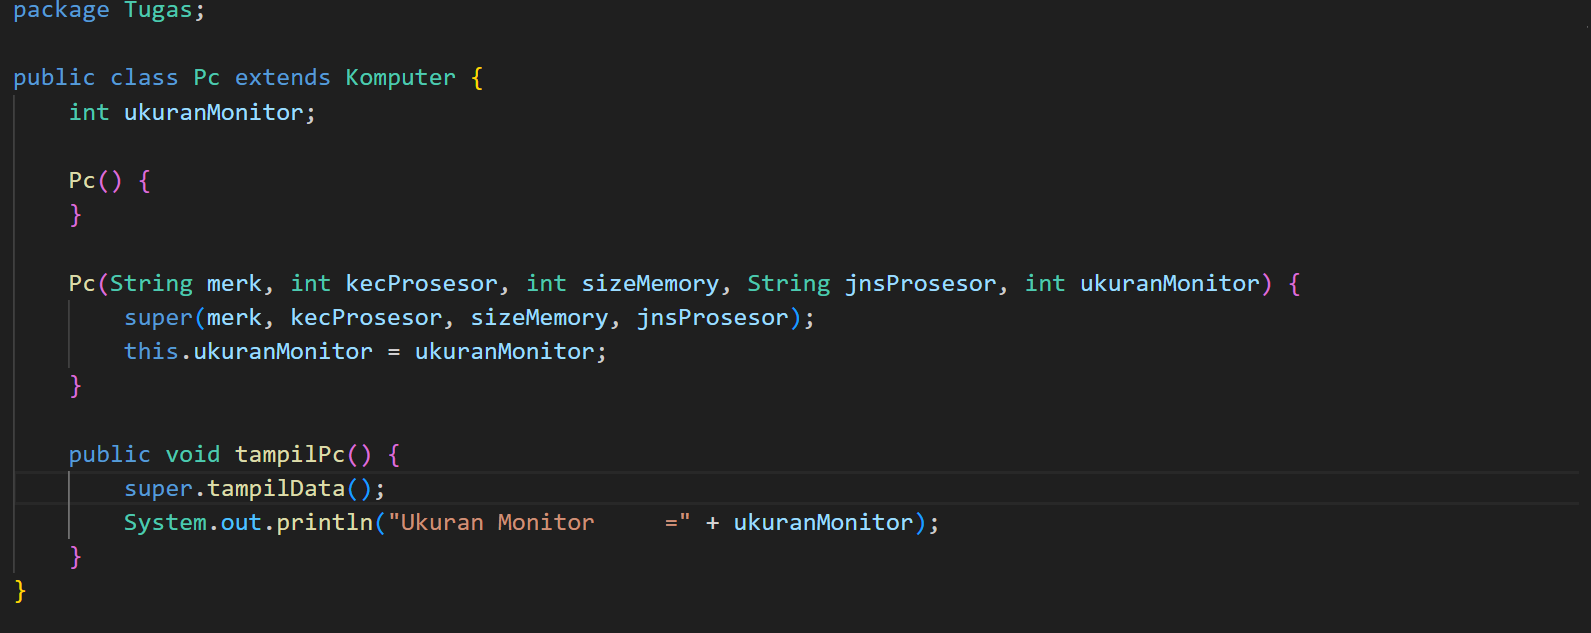 package Tugas;
public class Pc extends Komputer {
int ukuranMonitor;
Pc() {
}
Pc(String merk, int kecProsesor, int sizeMemory, String jnsProsesor, int ukuranMonitor) {
super(merk, kecProsesor, sizeMemory, jnsProsesor);
this.ukuranMonitor = ukuranMonitor;
}
public void tampilPc() {
super.tampilData();
System.out.println("Ukuran Monitor     =" + ukuranMonitor);
}
}